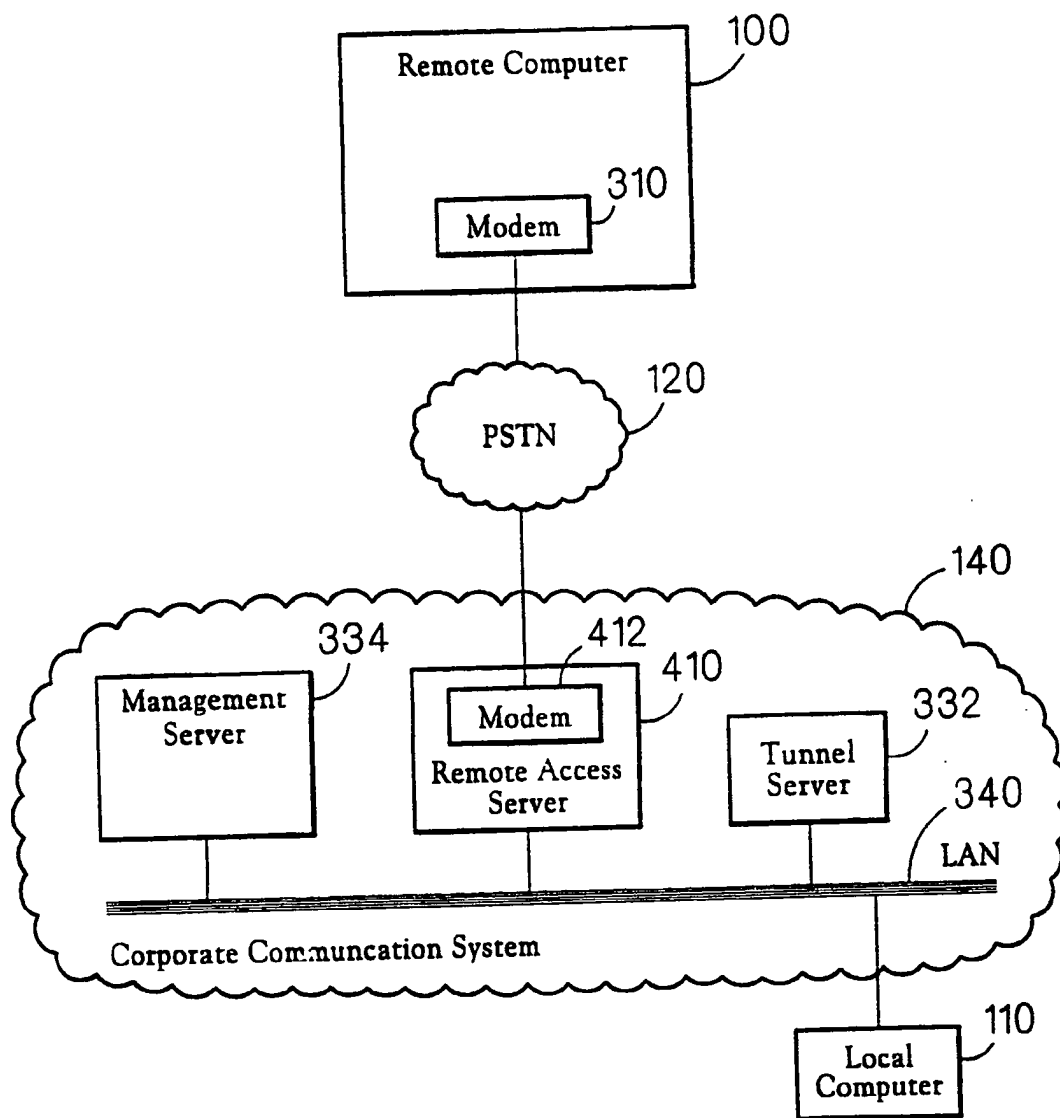 100
Remote Computer
310
Modem
120
PSTN
140
334
412
410
Management
Server
Modem
332
Remote Access
Server
Tunnel
Server
340
LAN
Corporate Communcation System
110
Local
Computer